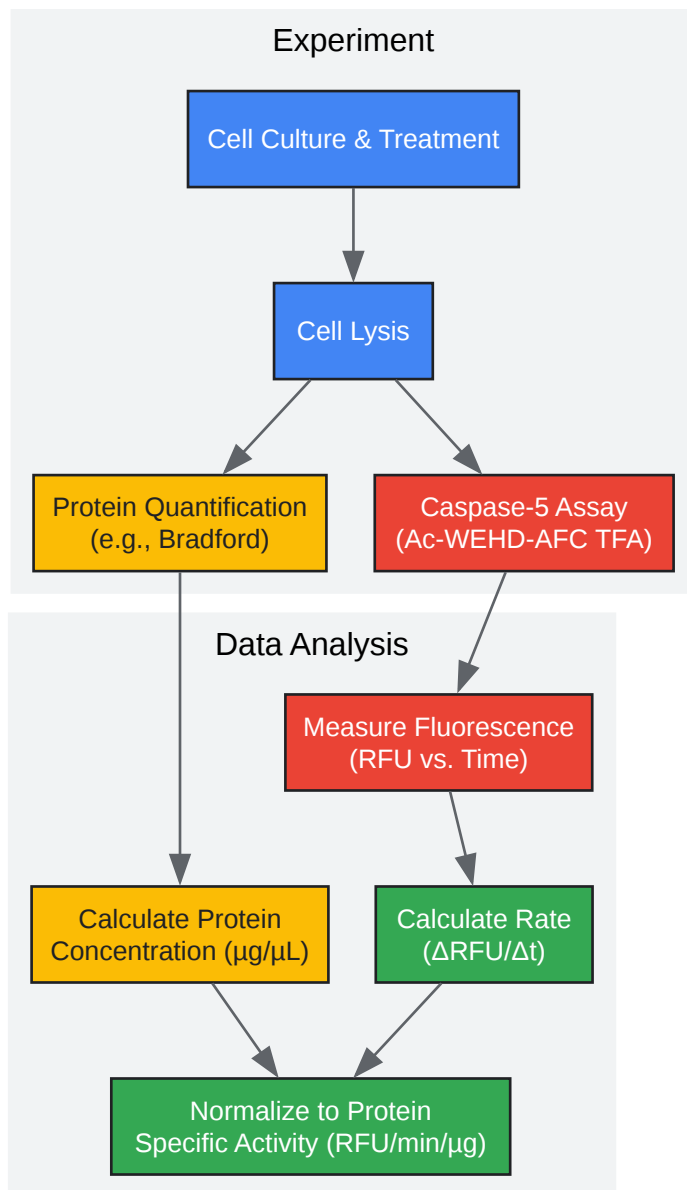 Experiment
Cell Culture & Treatment
Cell Lysis
Protein Quantification
(e.g., Bradford)
Caspase-5 Assay
(Ac-WEHD-AFC TFA)
Data Analysis
Measure Fluorescence
(RFU vs. Time)
Calculate Protein
Concentration (µg/µL)
Calculate Rate
(ΔRFU/Δt)
Normalize to Protein
Specific Activity (RFU/min/µg)